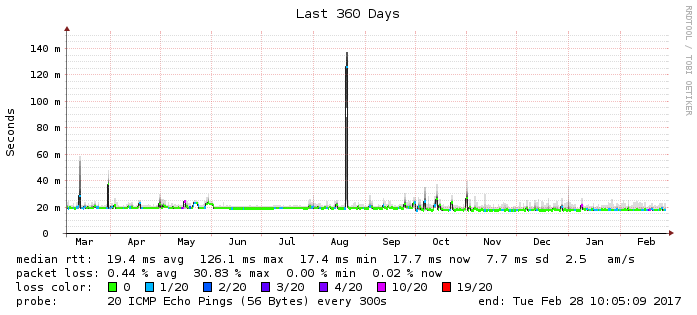 Last 360 Days
RRDTOOL / TOBI OETIKER
Seconds
140 m
120 m
100 m
80 m
60 m
40 m
20 m
0
Mar Apr May Jun Jul Aug Sep Oct Nov Dec Jan Feb
median rtt: 19.4 ms avg 126.1 ms max 17.4 ms min 17.7 ms now 7.7 ms sd 2.5 am/s
packet loss: 0.44 % avg 30.83 % max 0.00 % min 0.02 % now
loss color: 0 1/20 2/20 3/20 4/20 10/20 19/20
probe: 20 ICMP Echo Pings (56 Bytes) every 300s end: Tue Feb 28 10:05:09 2017